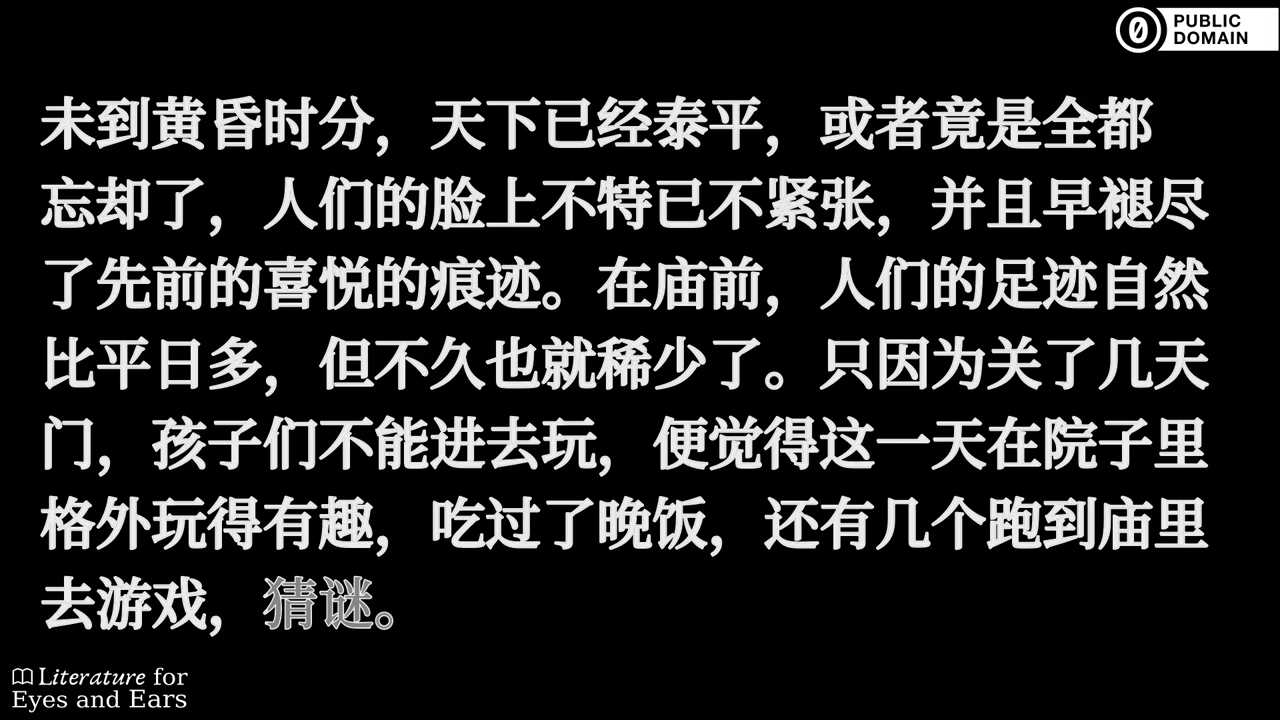 PUBLIC
DOMAIN
未到黄昏时分，天下已经泰平，或者竟是全都
忘却了，人们的脸上不特已不紧张，并且早褪尽
了先前的喜悦的痕迹。在庙前，人们的足迹自然
比平日多，但不久也就稀少了。只因为关了几天
门，孩子们不能进去玩，便觉得这一天在院子里
格外玩得有趣，吃过了晚饭，还有几个跑到庙里
去游戏，猜谜。
Literature for
Eyes and Ears